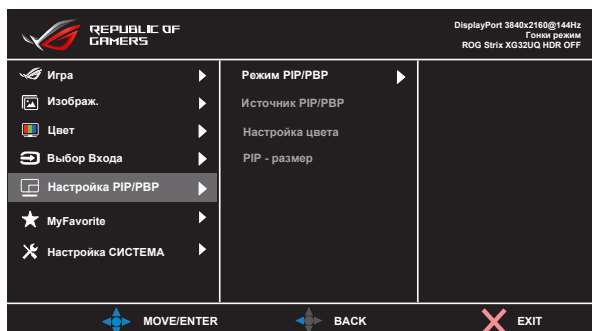 REPUBLIC OF
GAMERS
DisplayPort 3840x2160@144Hz
Гонки режим
ROG Strix XG32UQ HDR OFF
Игра
Изображ.
Цвет
Выбор Входа
Настройка PIP/PBP
MyFavorite
Настройка СИСТЕМА
Режим PIP/PBP
Источник PIP/PBP
Настройка цвета
PIP - размер
MOVE/ENTER
BACK
EXIT